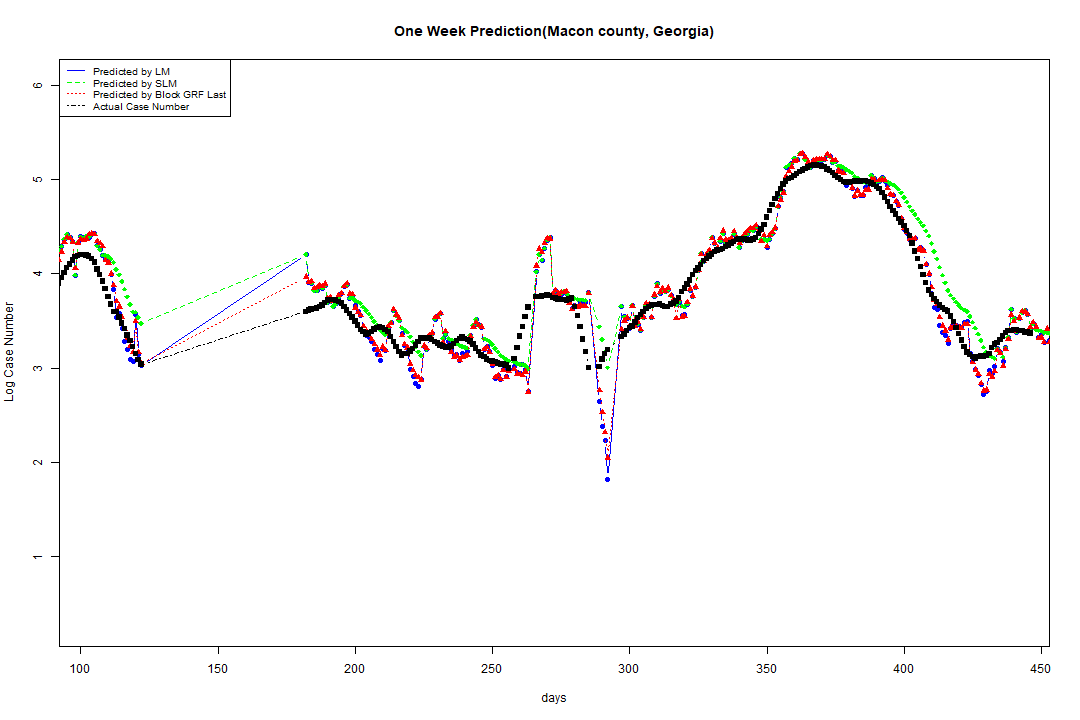 One Week Prediction(Macon county, Georgia)
Predicted by LM
Predicted by SLM
Predicted by Block GRF Last
Actual Case Number
6
5
4
3
2
1
Log Case Number
100 150 200 250 300 350 400 450
days